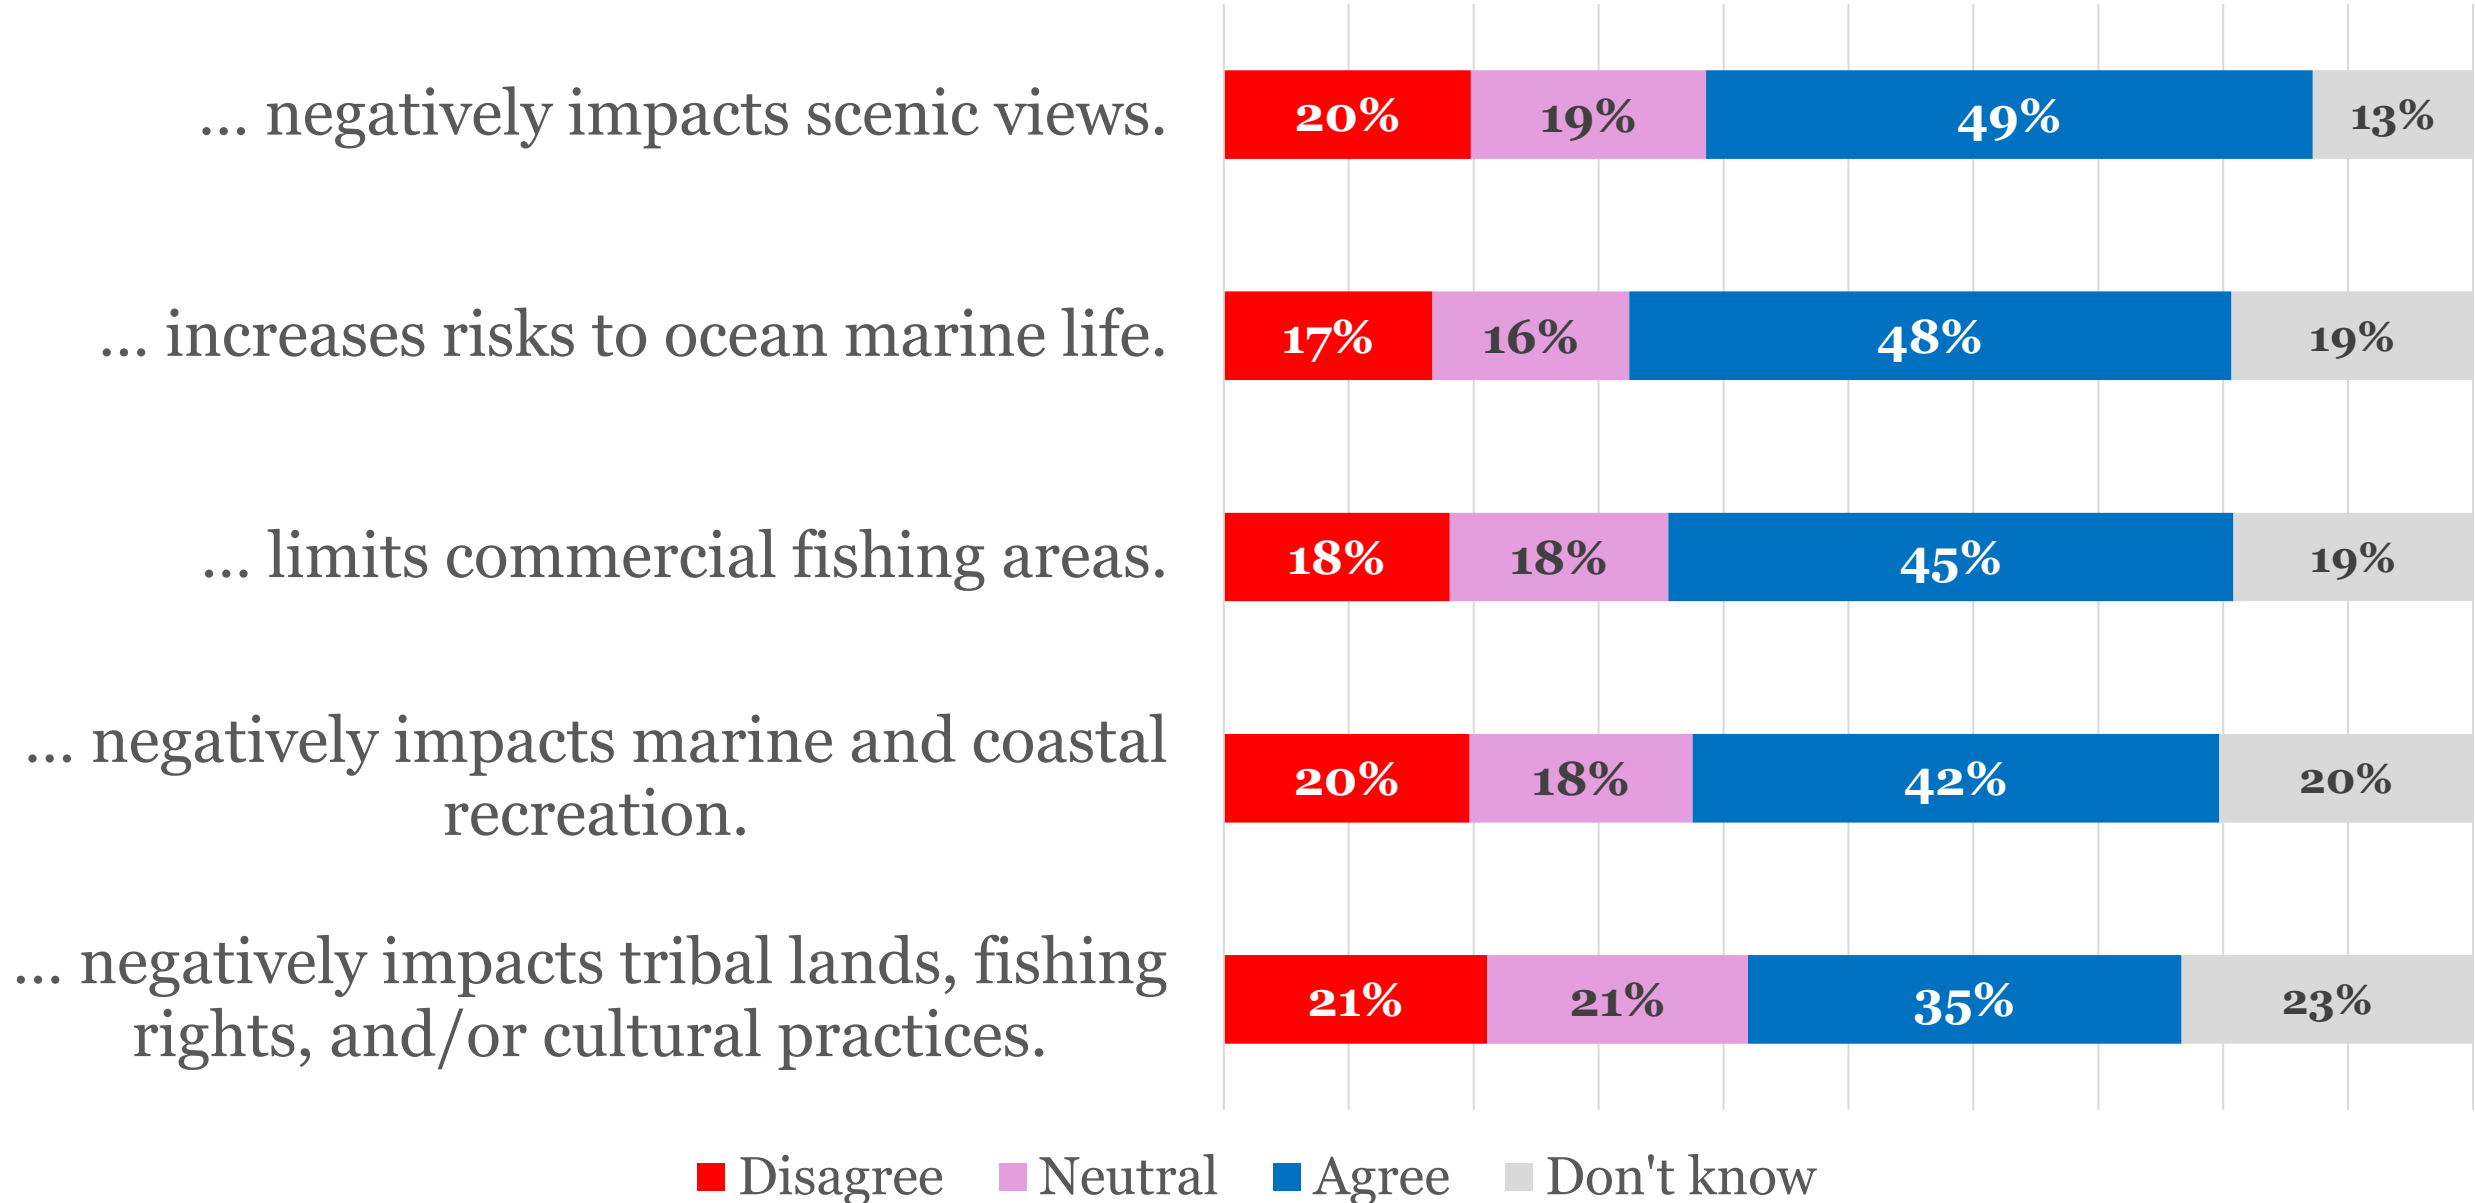 ... negatively impacts scenic views.
20% 19% 49% 13%
... increases risks to ocean marine life.
17% 16% 48% 19%
... limits commercial fishing areas.
18% 18% 45% 19%
... negatively impacts marine and coastal
recreation.
20% 18% 42% 20%
... negatively impacts tribal lands, fishing
rights, and/or cultural practices.
21% 21% 35% 23%
Disagree Neutral Agree Don't know